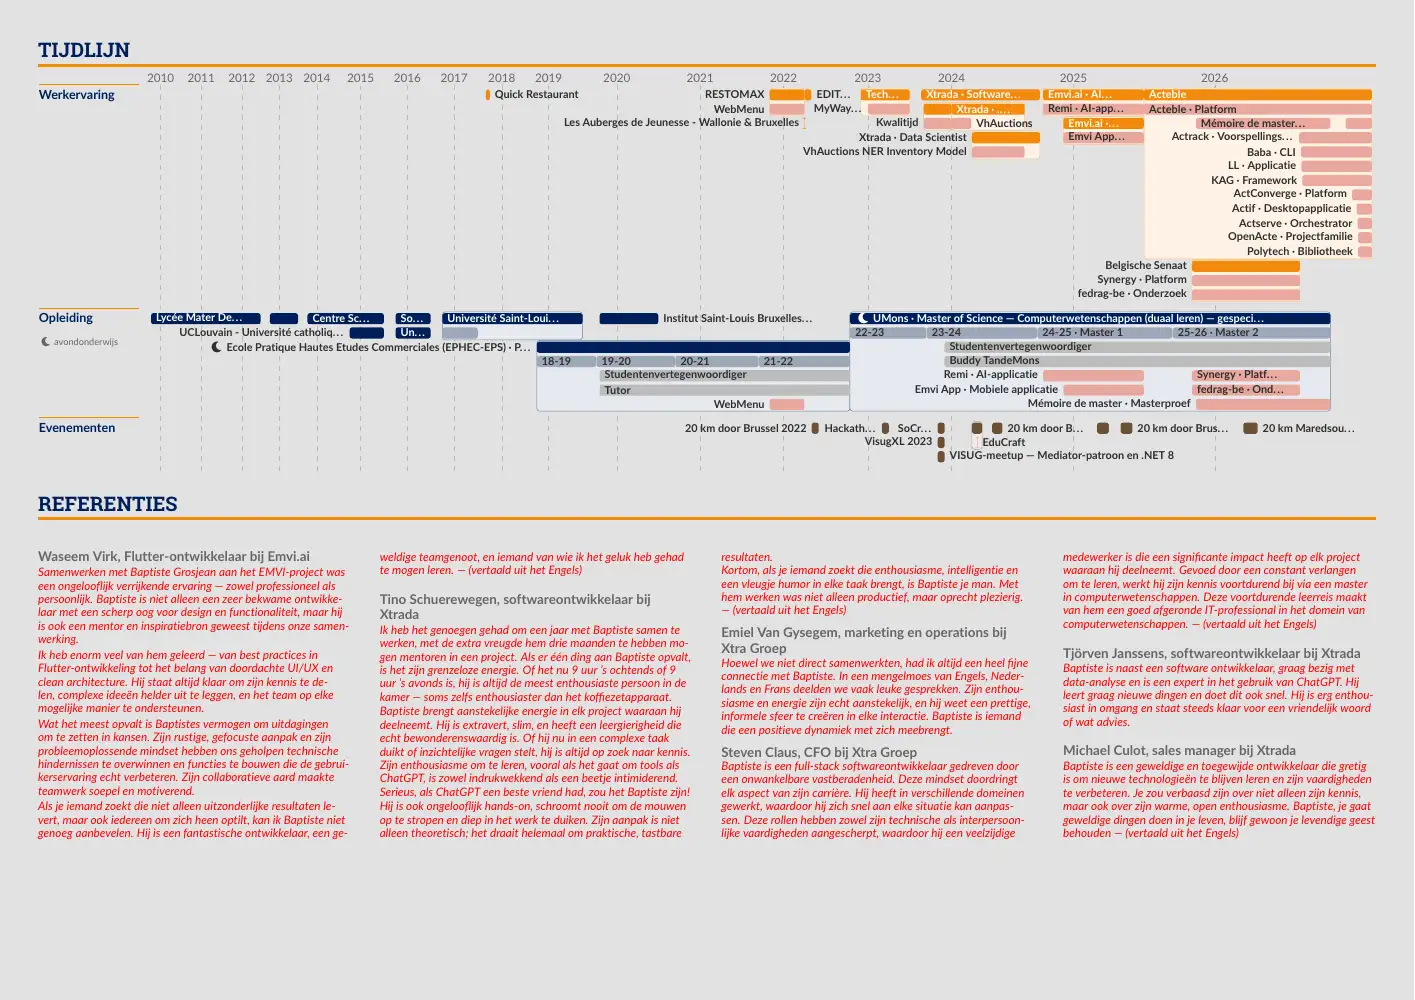 TIJDLIJN
2010 2011 2012 2013 2014 2015 2016 2017 2018 2019 2020 2021 2022 2023 2024 2025 2026
Werkervaring
Quick Restaurant
RESTOMAX
EDIT…
Tech…
Xtrada · Software…
Emvi.ai · AI…
Acteble
WebMenu
MyWay…
Xtrada · …
Remi · AI-app…
Acteble · Platform
Les Auberges de Jeunesse - Wallonie & Bruxelles
Kwalitijd
VhAuctions
Emvi.ai ·…
Mémoire de master…
Xtrada · Data Scientist
Emvi App…
Actrack · Voorspellings…
VhAuctions NER Inventory Model
Baba · CLI
LL · Applicatie
KAG · Framework
ActConverge · Platform
Actif · Desktopapplicatie
Actserve · Orchestrator
OpenActe · Projectfamilie
Polytech · Bibliotheek
Belgische Senaat
Synergy · Platform
fedrag-be · Onderzoek
Opleiding
Lycée Mater De…
Centre Sc…
So…
Université Saint-Loui…
Institut Saint-Louis Bruxelles…
UMons · Master of Science — Computerwetenschappen (duaal leren) — gespeci…
UCLouvain - Université catholiq…
Un…
22-23
23-24
24-25 · Master 1
25-26 · Master 2
avondonderwijs
Ecole Pratique Hautes Etudes Commerciales (EPHEC-EPS) · P…
Studentenvertegenwoordiger
18-19
19-20
20-21
21-22
Buddy TandeMons
Studentenvertegenwoordiger
Remi · AI-applicatie
Synergy · Platf…
Tutor
Emvi App · Mobiele applicatie
fedrag-be · Ond…
WebMenu
Mémoire de master · Masterproef
Evenementen
20 km door Brussel 2022
Hackath…
SoCr…
20 km door B…
20 km door Brus…
20 km Maredsou…
VisugXL 2023
EduCraft
VISUG-meetup — Mediator-patroon en .NET 8
REFERENTIES
Waseem Virk, Flutter-ontwikkelaar bij Emvi.ai
Samenwerken met Baptiste Grosjean aan het EMVI-project was
een ongelooflijk verrijkende ervaring — zowel professioneel als
persoonlijk. Baptiste is niet alleen een zeer bekwame ontwikke-
laar met een scherp oog voor design en functionaliteit, maar hij
is ook een mentor en inspiratiebron geweest tijdens onze samen-
werking.
Ik heb enorm veel van hem geleerd — van best practices in
Flutter-ontwikkeling tot het belang van doordachte UI/UX en
clean architecture. Hij staat altijd klaar om zijn kennis te de-
len, complexe ideeën helder uit te leggen, en het team op elke
mogelijke manier te ondersteunen.
Wat het meest opvalt is Baptistes vermogen om uitdagingen
om te zetten in kansen. Zijn rustige, gefocuste aanpak en zijn
probleemoplossende mindset hebben ons geholpen technische
hindernissen te overwinnen en functies te bouwen die de gebrui-
kerservaring echt verbeteren. Zijn collaboratieve aard maakte
teamwerk soepel en motiverend.
Als je iemand zoekt die niet alleen uitzonderlijke resultaten le-
vert, maar ook iedereen om zich heen optilt, kan ik Baptiste niet
genoeg aanbevelen. Hij is een fantastische ontwikkelaar, een ge-
weldige teamgenoot, en iemand van wie ik het geluk heb gehad
te mogen leren. — (vertaald uit het Engels)
Tino Schuerewegen, softwareontwikkelaar bij
Xtrada
Ik heb het genoegen gehad om een jaar met Baptiste samen te
werken, met de extra vreugde hem drie maanden te hebben mo-
gen mentoren in een project. Als er één ding aan Baptiste opvalt,
is het zijn grenzeloze energie. Of het nu 9 uur 's ochtends of 9
uur 's avonds is, hij is altijd de meest enthousiaste persoon in de
kamer — soms zelfs enthousiaster dan het koffiezetapparaat.
Baptiste brengt aanstekelijke energie in elk project waaraan hij
deelneemt. Hij is extravert, slim, en heeft een leergierigheid die
echt bewonderenswaardig is. Of hij nu in een complexe taak
duikt of inzichtelijke vragen stelt, hij is altijd op zoek naar kennis.
Zijn enthousiasme om te leren, vooral als het gaat om tools als
ChatGPT, is zowel indrukwekkend als een beetje intimiderend.
Serieus, als ChatGPT een beste vriend had, zou het Baptiste zijn!
Hij is ook ongelooflijk hands-on, schroomt nooit om de mouwen
op te stropen en diep in het werk te duiken. Zijn aanpak is niet
alleen theoretisch; het draait helemaal om praktische, tastbare
resultaten.
Kortom, als je iemand zoekt die enthousiasme, intelligentie en
een vleugje humor in elke taak brengt, is Baptiste je man. Met
hem werken was niet alleen productief, maar oprecht plezierig.
— (vertaald uit het Engels)
Emiel Van Gysegem, marketing en operations bij
Xtra Groep
Hoewel we niet direct samenwerkten, had ik altijd een heel fijne
connectie met Baptiste. In een mengelmoes van Engels, Neder-
lands en Frans deelden we vaak leuke gesprekken. Zijn enthou-
siasme en energie zijn echt aanstekelijk, en hij weet een prettige,
informele sfeer te creëren in elke interactie. Baptiste is iemand
die een positieve dynamiek met zich meebrengt.
Steven Claus, CFO bij Xtra Groep
Baptiste is een full-stack softwareontwikkelaar gedreven door
een onwankelbare vastberadenheid. Deze mindset doordringt
elk aspect van zijn carrière. Hij heeft in verschillende domeinen
gewerkt, waardoor hij zich snel aan elke situatie kan aanpas-
sen. Deze rollen hebben zowel zijn technische als interpersoon-
lijke vaardigheden aangescherpt, waardoor hij een veelzijdige
medewerker is die een significante impact heeft op elk project
waaraan hij deelneemt. Gevoed door een constant verlangen
om te leren, werkt hij zijn kennis voortdurend bij via een master
in computerwetenschappen. Deze voortdurende leerreis maakt
van hem een goed afgeronde IT-professional in het domein van
computerwetenschappen. — (vertaald uit het Engels)
Tjörven Janssens, softwareontwikkelaar bij Xtrada
Baptiste is naast een software ontwikkelaar, graag bezig met
data-analyse en is een expert in het gebruik van ChatGPT. Hij
leert graag nieuwe dingen en doet dit ook snel. Hij is erg enthou-
siast in omgang en staat steeds klaar voor een vriendelijk woord
of wat advies.
Michael Culot, sales manager bij Xtrada
Baptiste is een geweldige en toegewijde ontwikkelaar die gretig
is om nieuwe technologieën te blijven leren en zijn vaardigheden
te verbeteren. Je zou verbaasd zijn over niet alleen zijn kennis,
maar ook over zijn warme, open enthousiasme. Baptiste, je gaat
geweldige dingen doen in je leven, blijf gewoon je levendige geest
behouden — (vertaald uit het Engels)